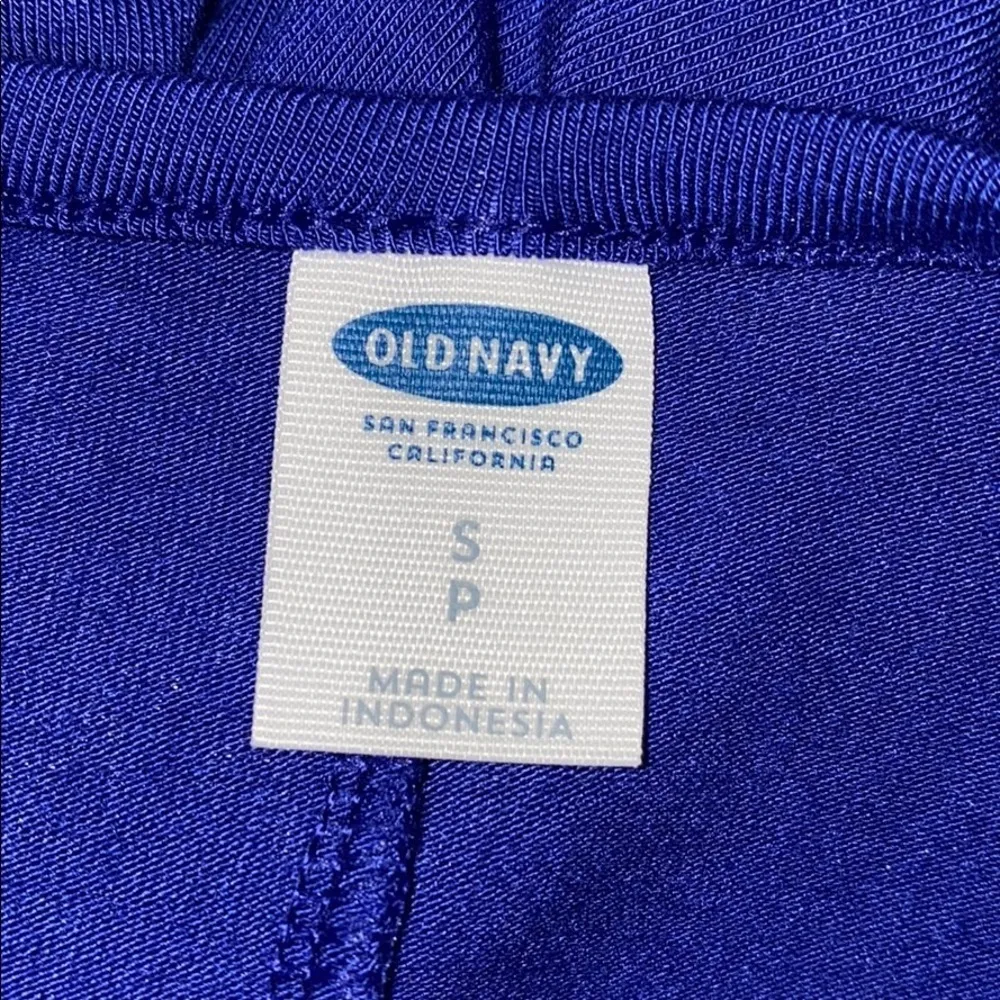 OLD NAVY
SAN FRANCISCO
CALIFORNIA
S
P
MADE IN
INDONESIA